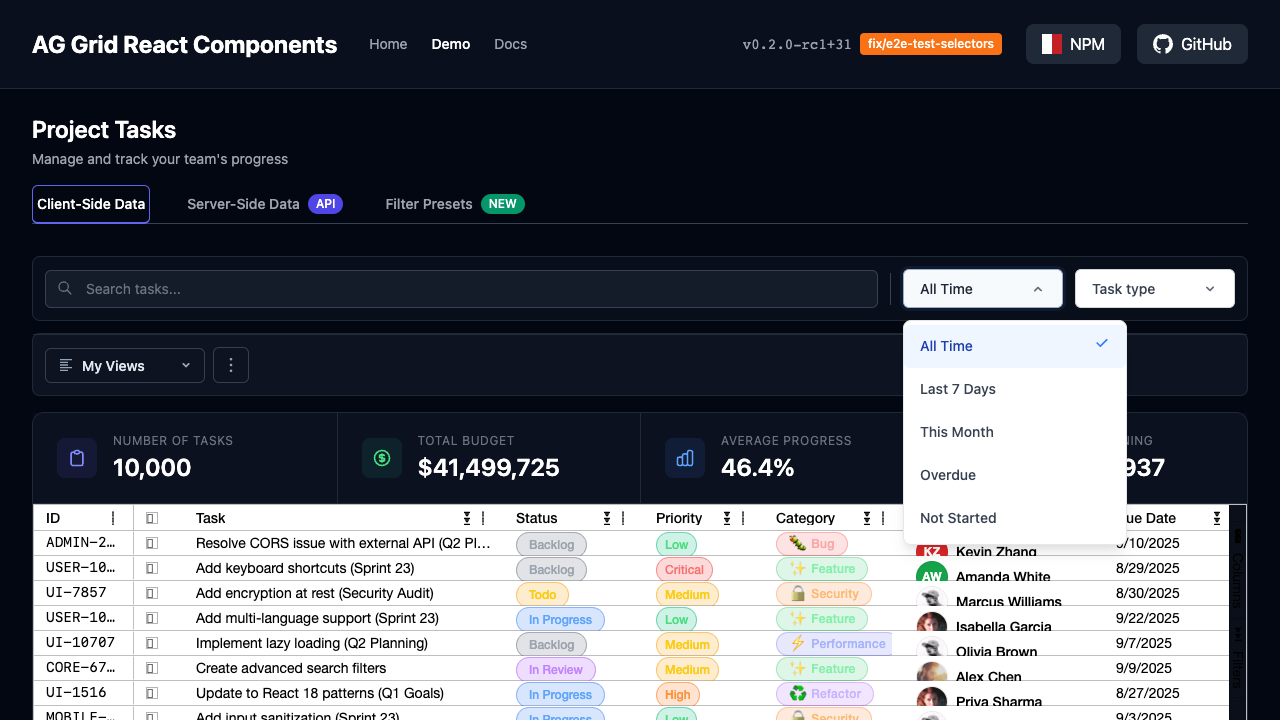 AG Grid React Components
Home
Demo
Docs
v0.2.0-rc1+31
fix/e2e-test-selectors
NPM
GitHub
Project Tasks
Manage and track your team's progress
Client-Side Data
Server-Side Data API
Filter Presets NEW
Search tasks...
All Time
Task type
All Time
Last 7 Days
This Month
Overdue
Not Started
My Views
NUMBER OF TASKS
10,000
TOTAL BUDGET
$41,499,725
AVERAGE PROGRESS
46.4%
937
ID Task Status Priority Category Due Date
ADMIN-2… Resolve CORS issue with external API (Q2 Pl… Backlog Low Bug Kevin Zhang /10/2025
USER-10… Add keyboard shortcuts (Sprint 23) Backlog Critical Feature AW Amanda White 8/29/2025
UI-7857 Add encryption at rest (Security Audit) Todo Medium Security Marcus Williams 8/30/2025
USER-10… Add multi-language support (Sprint 23) In Progress Low Feature Isabella Garcia 9/22/2025
UI-10707 Implement lazy loading (Q2 Planning) Backlog Medium Performance Olivia Brown 9/7/2025
CORE-67… Create advanced search filters In Review Medium Feature Alex Chen 9/9/2025
UI-1516 Update to React 18 patterns (Q1 Goals) In Progress High Refactor Priya Sharma 8/27/2025
MOBILE- Add input sanitization (Sprint 23) In Progress Low Security 9/3/2025
Columns
Filters